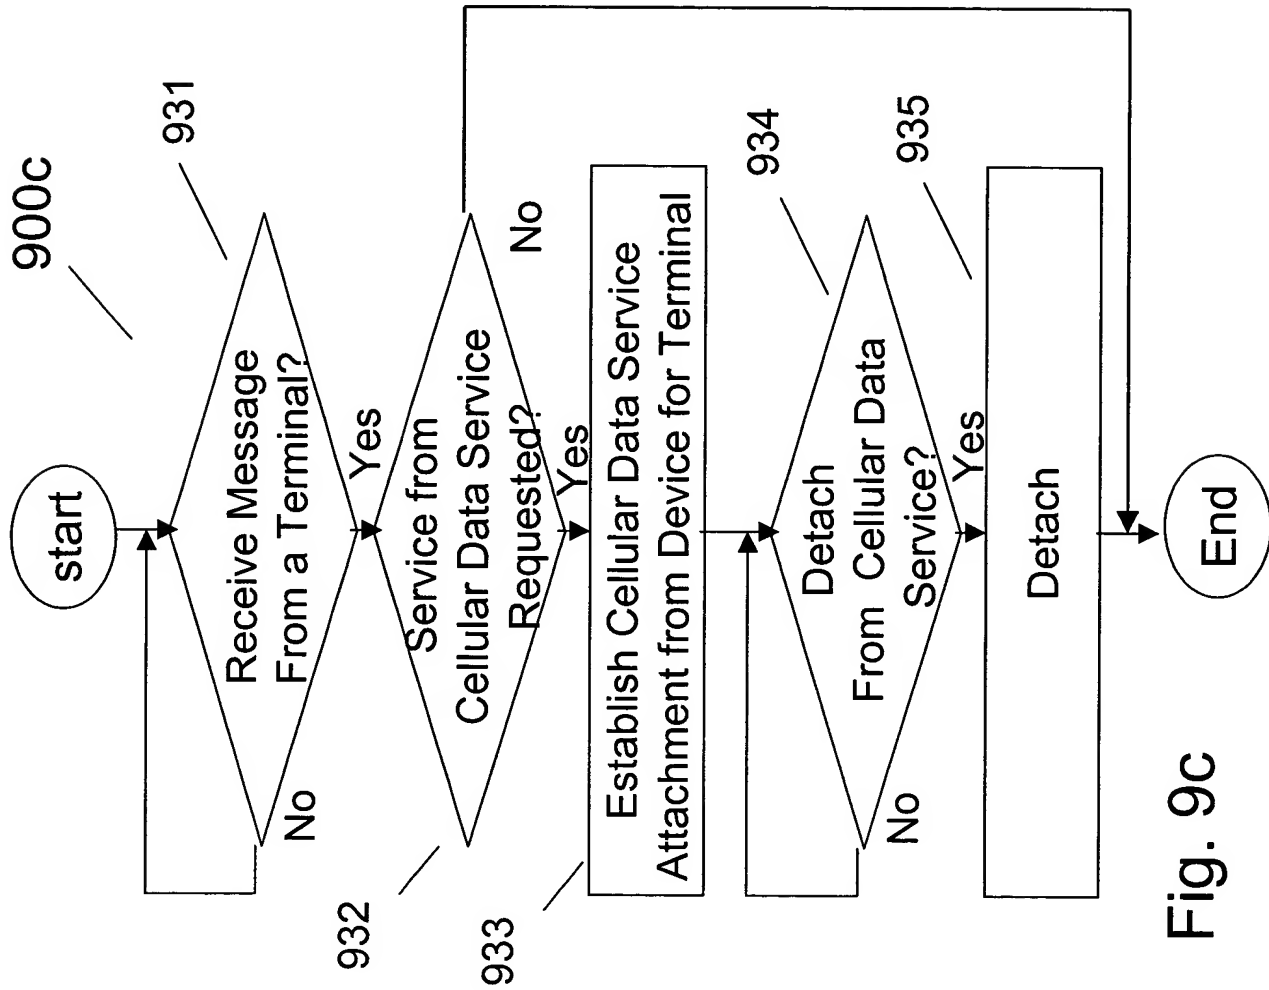 900c
start
931
Receive Message
From a Terminal?
No
Yes
932
Service from
Cellular Data Service
Requested?
No
Yes
933
Establish Cellular Data Service
Attachment from Device for Terminal
934
Detach
From Cellular Data
Service?
No
Yes
935
Detach
End
Fig. 9c